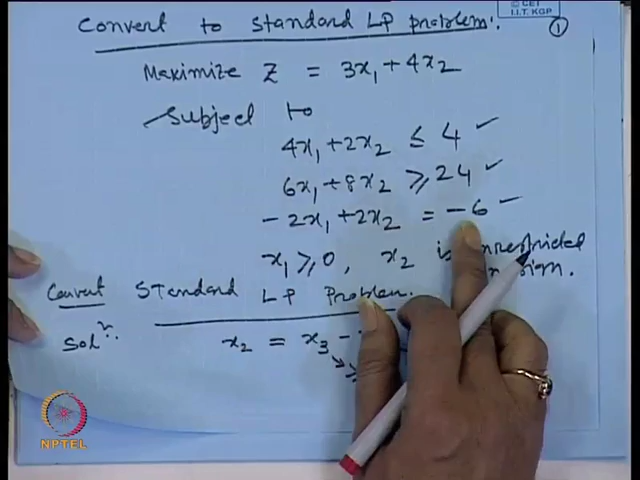 Convert to standard LP problem.
© CET
I.I.T. KGP
1
Maximize Z = 3x₁ + 4x₂
Subject to
4x₁ + 2x₂ ≤ 4 ✓
6x₁ + 8x₂ ≥ 24 ✓
-2x₁ + 2x₂ = -6
x₁ ≥ 0, x₂ is unrestricted
sign.
Convert Standard LP Problem.
Solⁿ:
x₂ = x₃ -
NPTEL